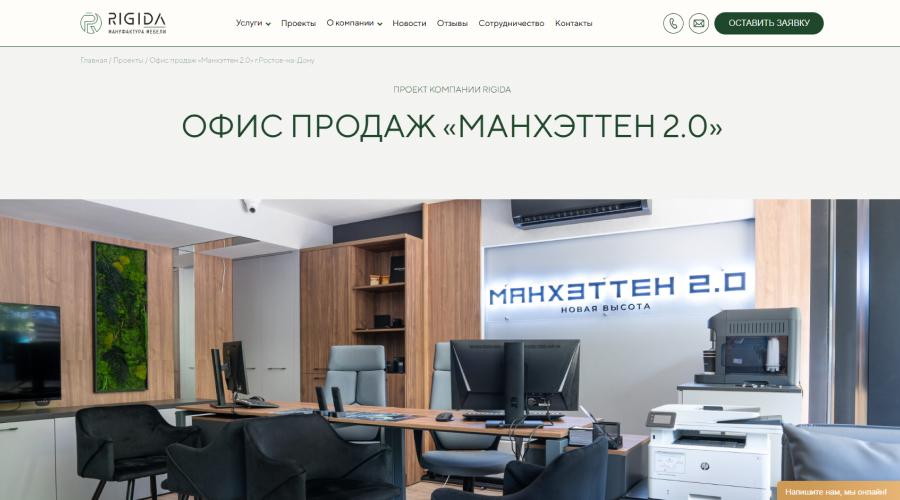 RIGIDA
МАНУФАКТУРА МЕБЕЛИ
Услуги
Проекты
О компании
Новости
Отзывы
Сотрудничество
Контакты
ОСТАВИТЬ ЗАЯВКУ
Главная / Проекты / Офис продаж «Манхэттен 2.0» г.Ростов-на-Дону
ПРОЕКТ КОМПАНИИ RIGIDA
ОФИС ПРОДАЖ «МАНХЭТТЕН 2.0»
МАНХЭТТЕН 2.0
НОВАЯ ВЫСОТА
hp
Напишите нам, мы онлайн!